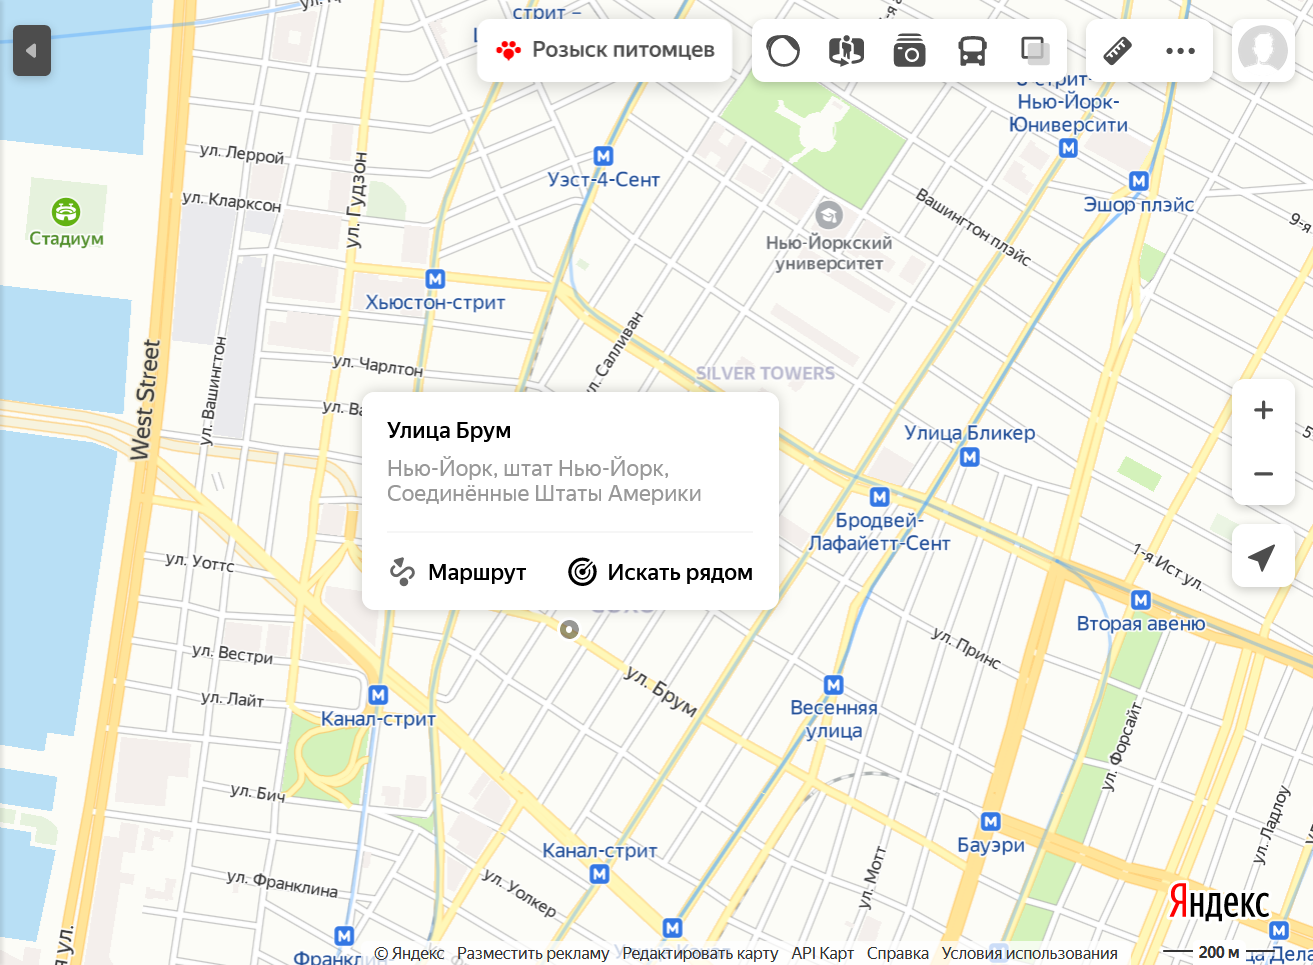 стрит –
Розыск питомцев
8-стрит-
Нью-Йорк-
Юниверсити
ул. Леррой
Уэст-4-Сент
ул. Гудзон
ул. Кларксон
Эшор плэйс
Вашингтон плэйс
9-я
Стадиум
Нью-Йоркский
университет
Хьюстон-стрит
ул. Салливан
West Street
ул. Вашингтон
ул. Чарлтон
SILVER TOWERS
Улица Брум
Нью-Йорк, штат Нью-Йорк,
Соединённые Штаты Америки
Маршрут
Искать рядом
Улица Бликер
Бродвей-
Лафайетт-Сент
1-я Ист ул.
ул. Уоттс
Вторая авеню
ул. Принс
ул. Вестри
ул. Лайт
ул. Брум
Канал-стрит
Весенняя
улица
ул. Форсайт
ул. Бич
ул. Ладлоу
Бауэри
Канал-стрит
ул. Мотт
ул. Франклина
ул. Уолкер
Яндекс
© Яндекс
Разместить рекламу
Редактировать карту
API Карт
Справка
Условия использования
200 м